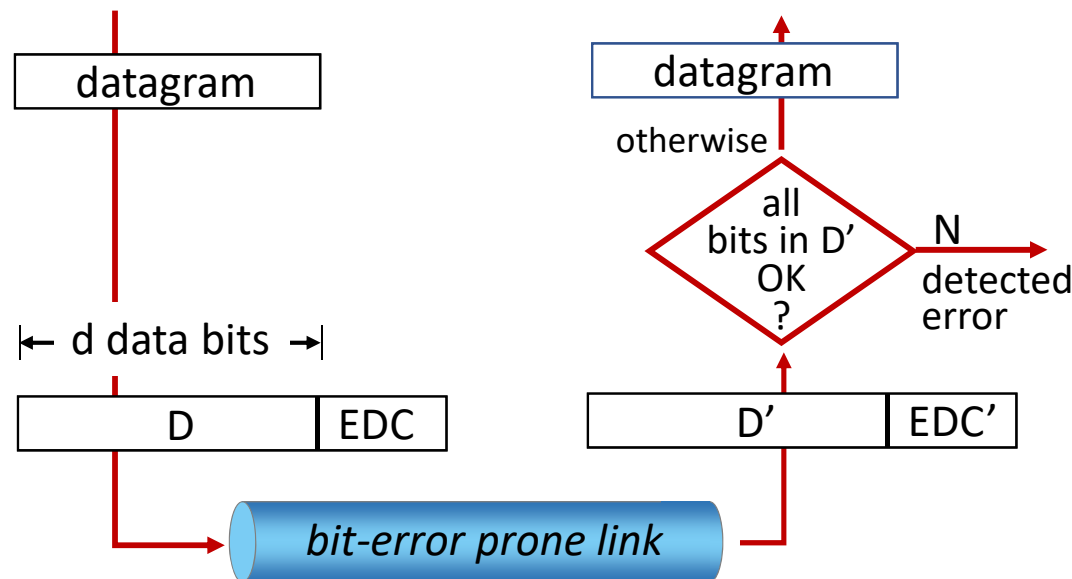 datagram
d data bits
D
EDC
bit-error prone link
datagram
otherwise
all
bits in D’
OK
?
N
detected
error
D’
EDC’